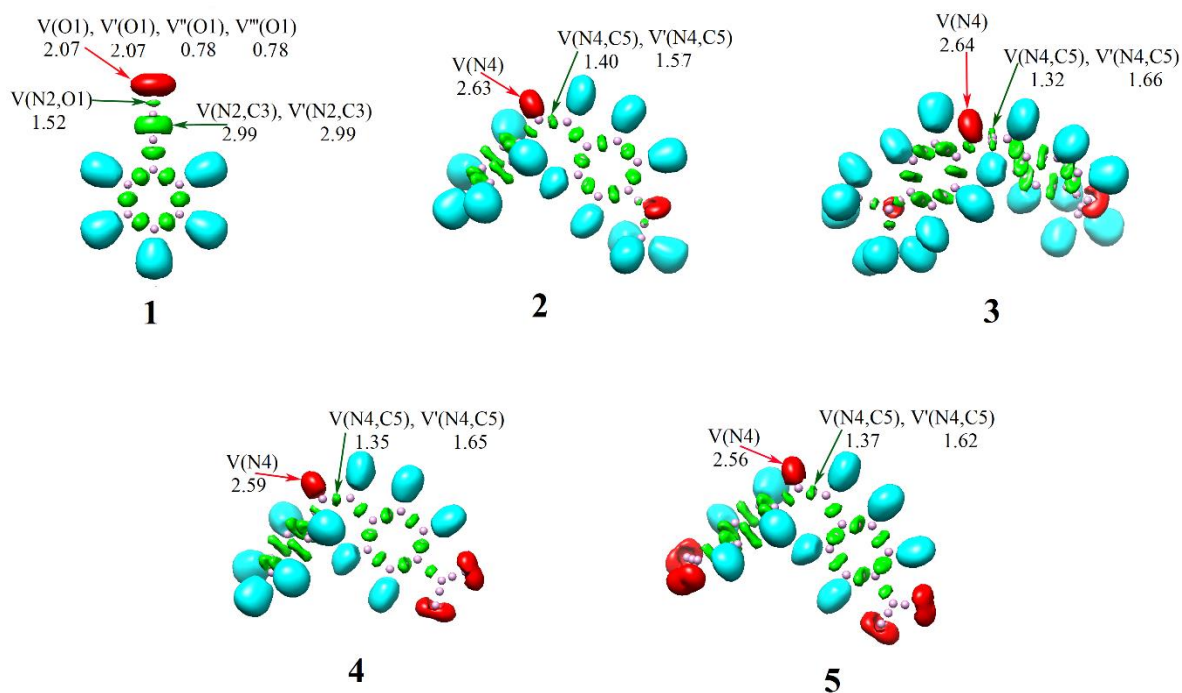 V(O1), V'(O1), V"(O1), V'"(O1)
2.07 2.07 0.78 0.78
V(N2,O1)
1.52
V(N2,C3), V'(N2,C3)
2.99 2.99
1
V(N4,C5), V'(N4,C5)
1.40 1.57
V(N4)
2.63
2
V(N4)
2.64
V(N4,C5), V'(N4,C5)
1.32 1.66
3
V(N4,C5), V'(N4,C5)
1.35 1.65
V(N4)
2.59
4
V(N4,C5), V'(N4,C5)
1.37 1.62
V(N4)
2.56
5